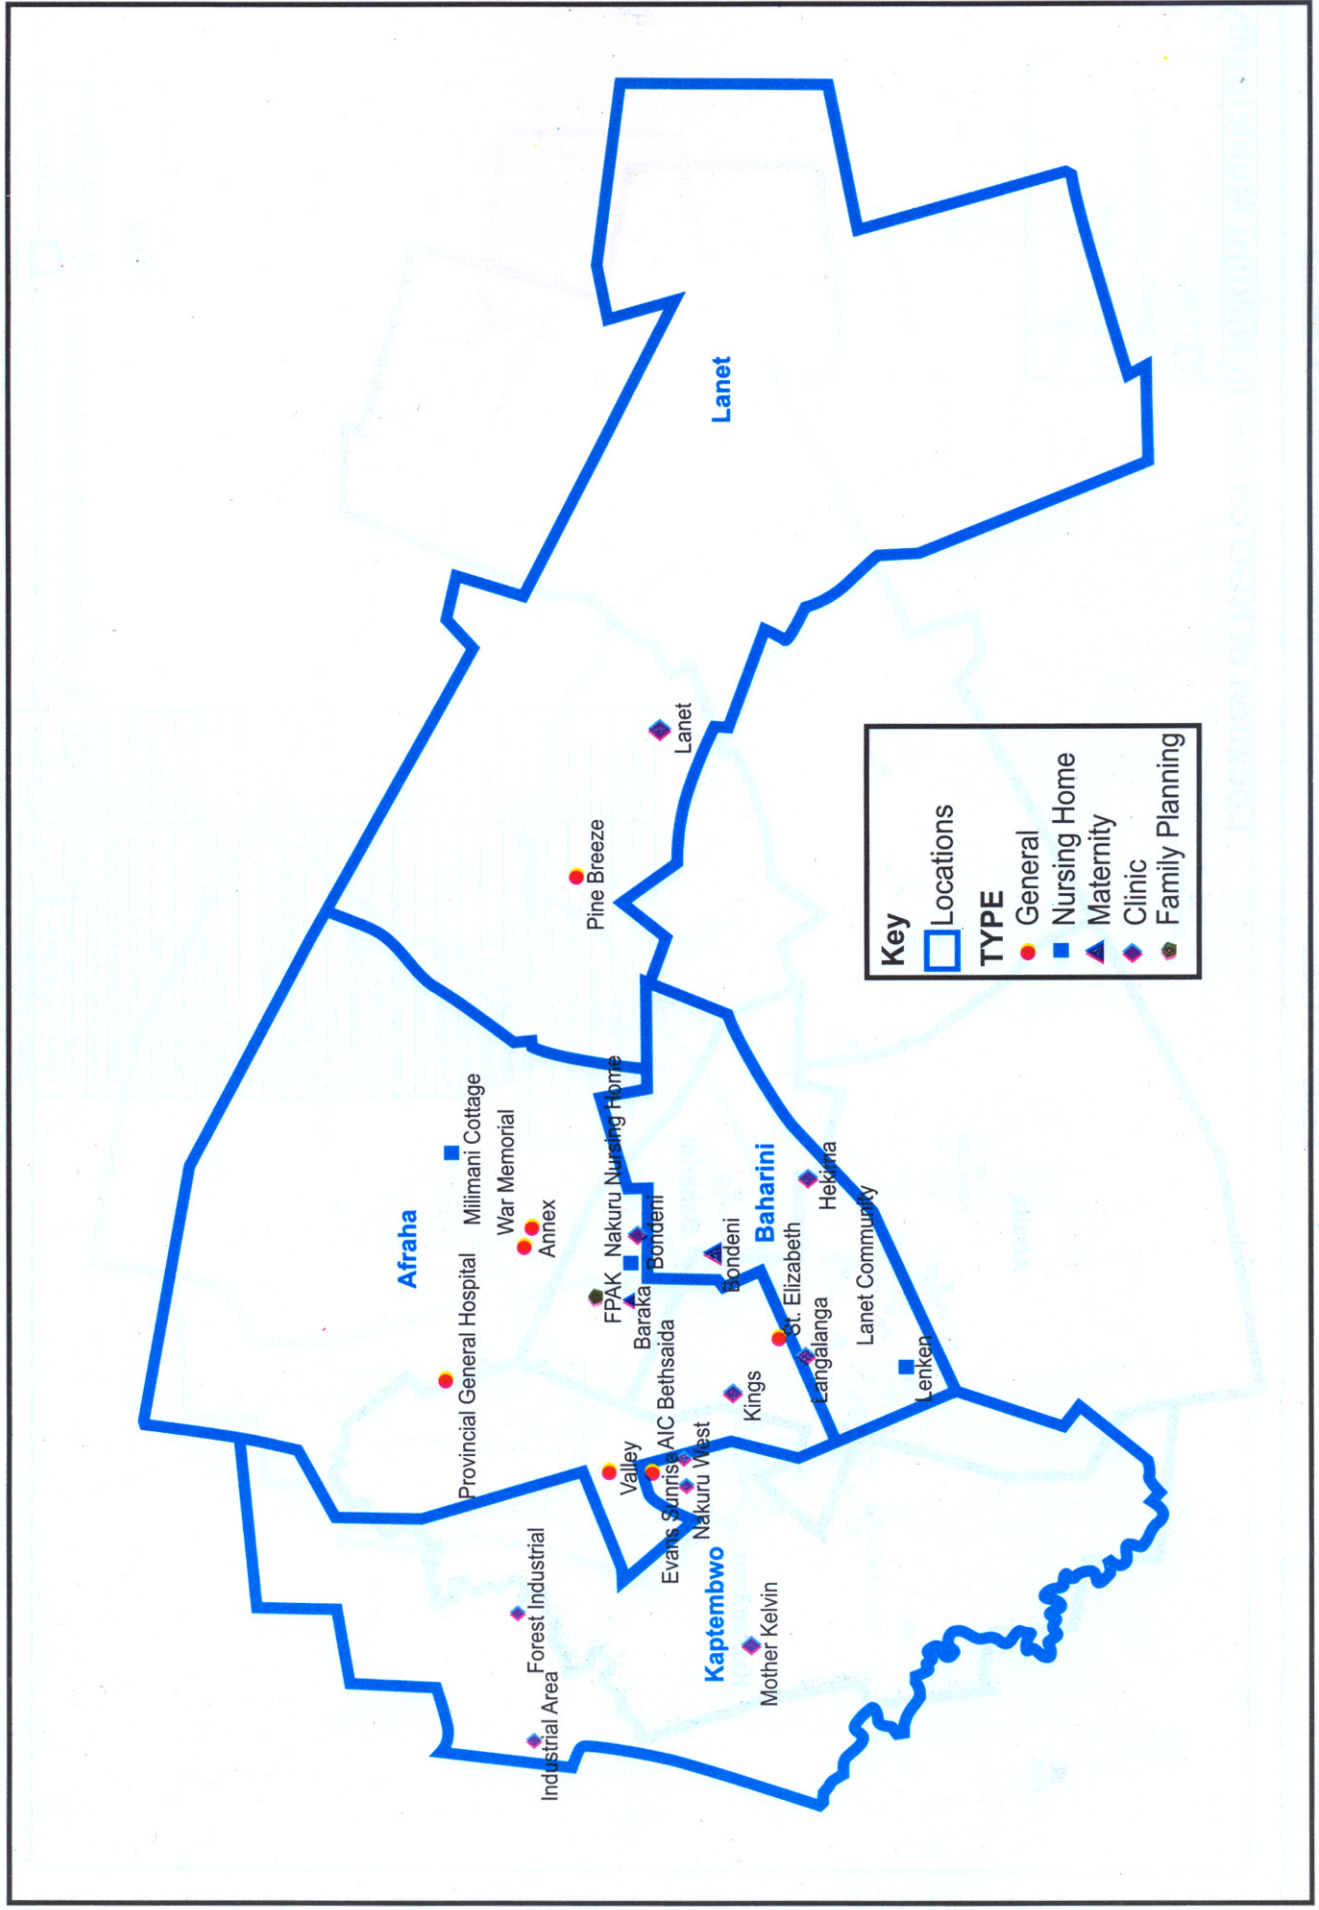 Afraha
Milimani Cottage
War Memorial
Annex
Provincial General Hospital
FPAK
Nakuru Nursing Home
Bondeni
Baraka
Bondeni
Baharini
Hekima
St. Elizabeth
Langalanga
Lanet Community
Lenken
Kings
AIC Bethsaida
Valley
Evans Sunrise
Nakuru West
Kaptembwo
Forest Industrial
Industrial Area
Mother Kelvin
Pine Breeze
Lanet
Lanet
Key
Locations
TYPE
General
Nursing Home
Maternity
Clinic
Family Planning